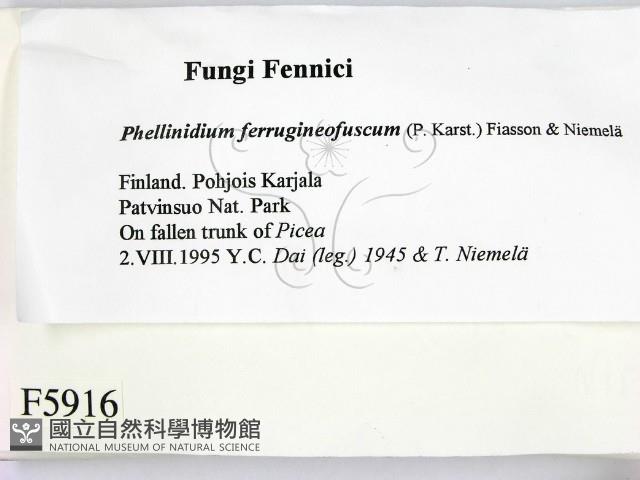 Fungi Fennici
Phellinidium ferrugineofuscum (P. Karst.) Fiasson & Niemelä
Finland. Pohjois Karjala
Patvinsuo Nat. Park
On fallen trunk of Picea
2.VIII.1995 Y.C. Dai (leg.) 1945 & T. Niemelä
F5916
國立自然科學博物館
NATIONAL MUSEUM OF NATURAL SCIENCE